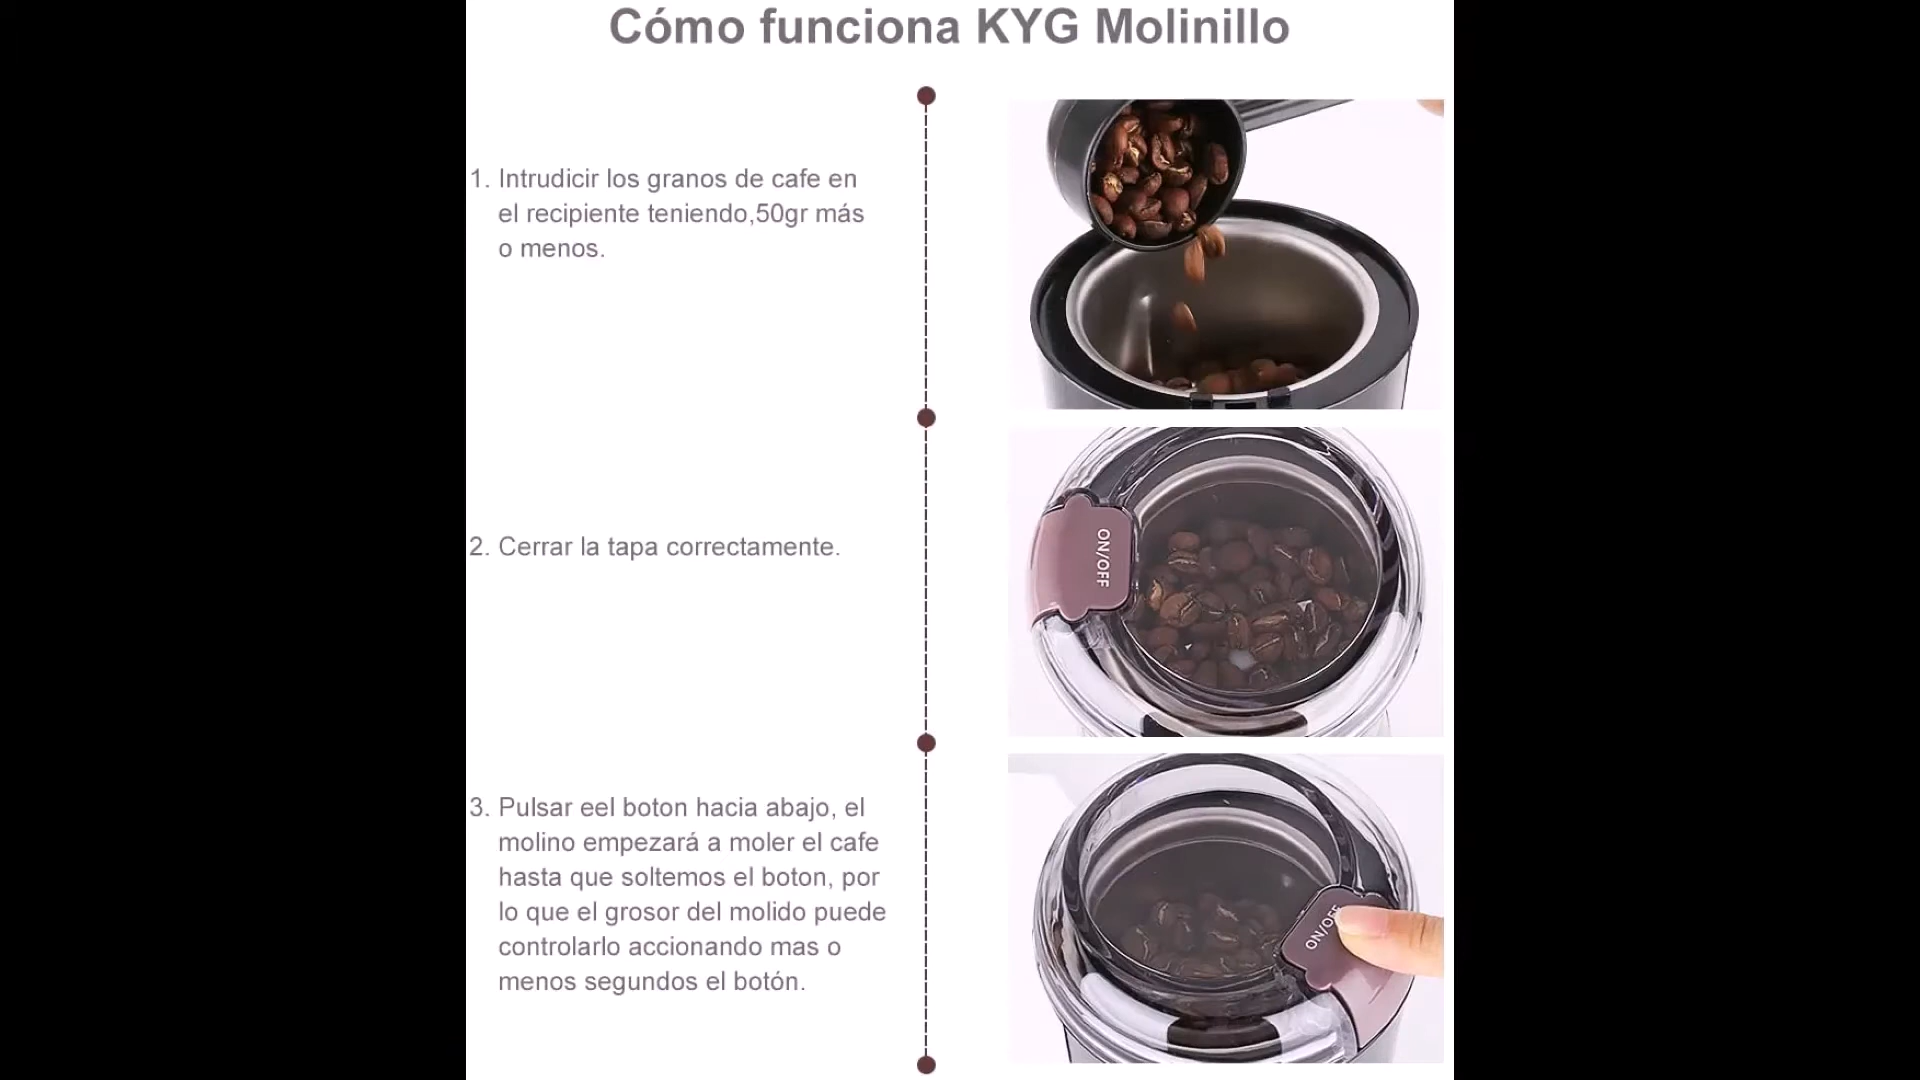 Cómo funciona KYG Molinillo
1. Intrudicir los granos de cafe en
el recipiente teniendo,50gr más
o menos.
ON/OFF
2. Cerrar la tapa correctamente.
3. Pulsar eel boton hacia abajo, el
molino empezará a moler el cafe
hasta que soltemos el boton, por
lo que el grosor del molido puede
controlarlo accionando mas o
menos segundos el botón.
ON/OFF